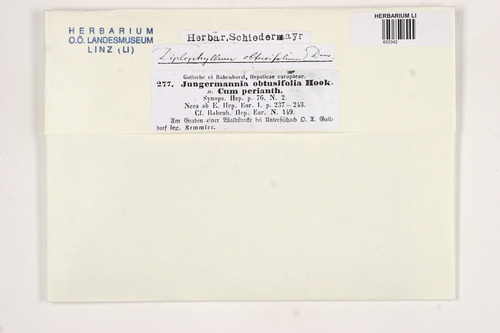 HERBARIUM
O.Ö. LANDESMUSEUM
LINZ (LI)
HERBARIUM LI
Herbar. Schiedermayr
Diplophyllum obtusifolium Dum
Gottsche et Rabenhorst, Hepaticae europaeae.
277. Jungermannia obtusifolia Hook.
Cum perianth.
Synops. Hep. p. 76. N. 2.
Nees ab E. Hep. Eur. I. p. 237—243.
Cf. Rabenh. Hep. Eur. N. 149.
Am Graben einer Waldstrecke bei Unterfischach O. A. Gail-
dorf leg. Kemmler.